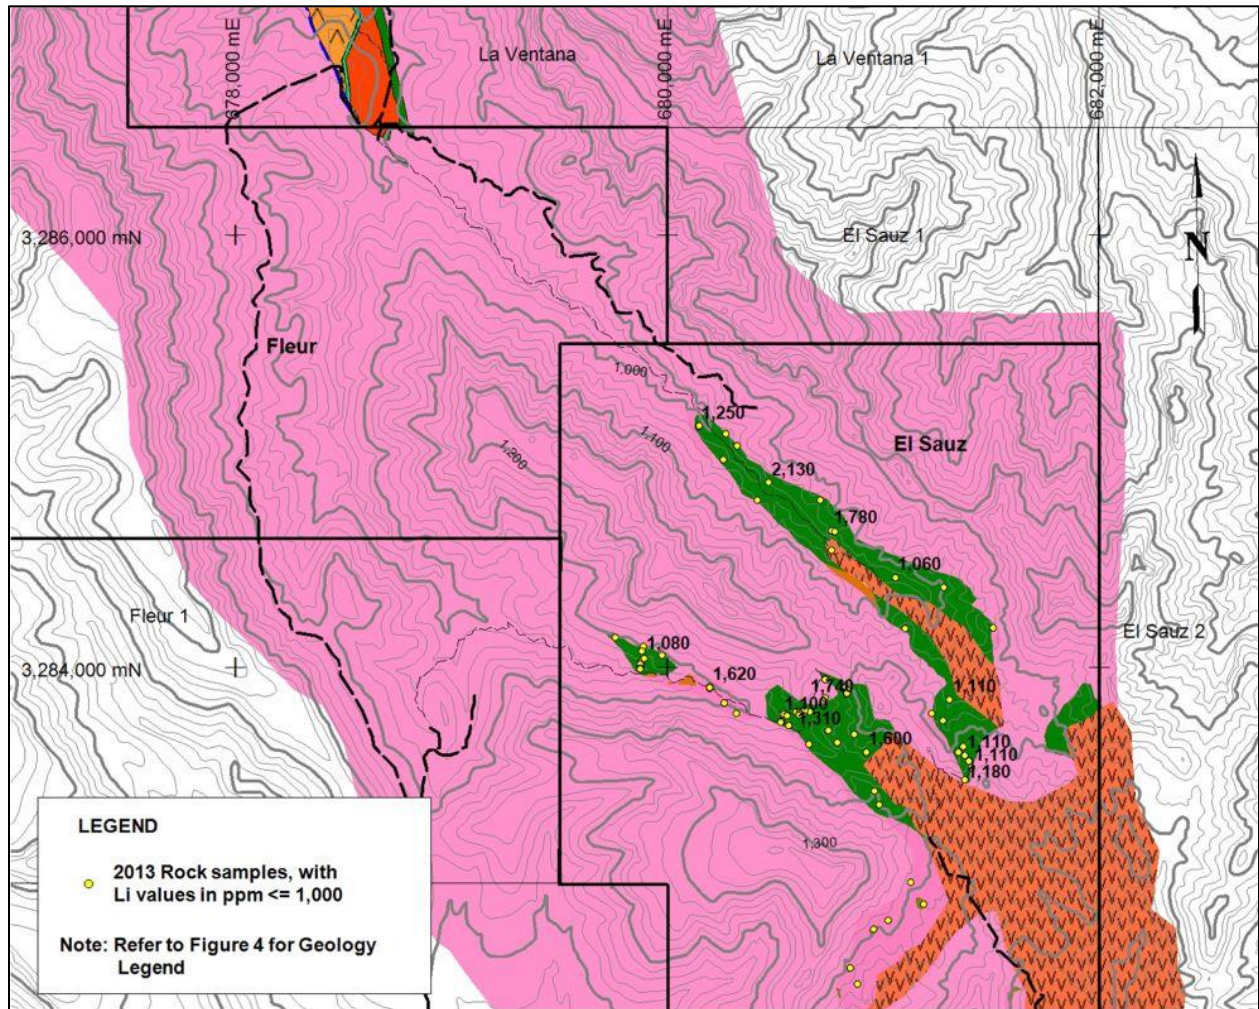 678,000 mE
La Ventana
680,000 mE
La Ventana 1
682,000 mE
3,286,000 mN
El Sauz 1
N
Fleur
1,000
1,250
1,100
El Sauz
1,200
2,130
1,780
1,060
Fleur 1
El Sauz 2
1,080
3,284,000 mN
1,620
1,740
1,110
1,100
1,310
1,600
1,110
1,110
1,180
1,300
LEGEND
2013 Rock samples, with
Li values in ppm <= 1,000
Note: Refer to Figure 4 for Geology
Legend